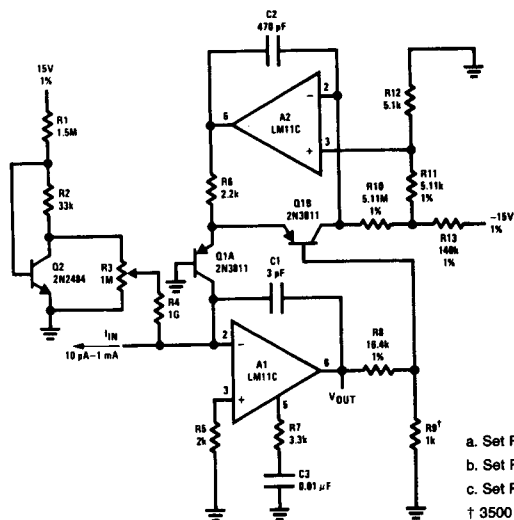 C2
470 pF
15V
1%
R1
1.5M
R2
33k
Q2
2N2484
R3
1M
R4
1G
I_IN
10 pA–1 mA
6
A2
LM11C
2
3
−
+
R6
2.2k
Q1B
2N3811
Q1A
2N3811
R12
5.1k
R11
5.11k
1%
R10
5.11M
1%
R13
140k
1%
−15V
1%
C1
3 pF
2
3
−
+
A1
LM11C
6
5
V_OUT
R8
16.4k
1%
R9†
1k
R5
2k
R7
3.3k
C3
0.01 µF
a. Set R
b. Set R
c. Set R
† 3500